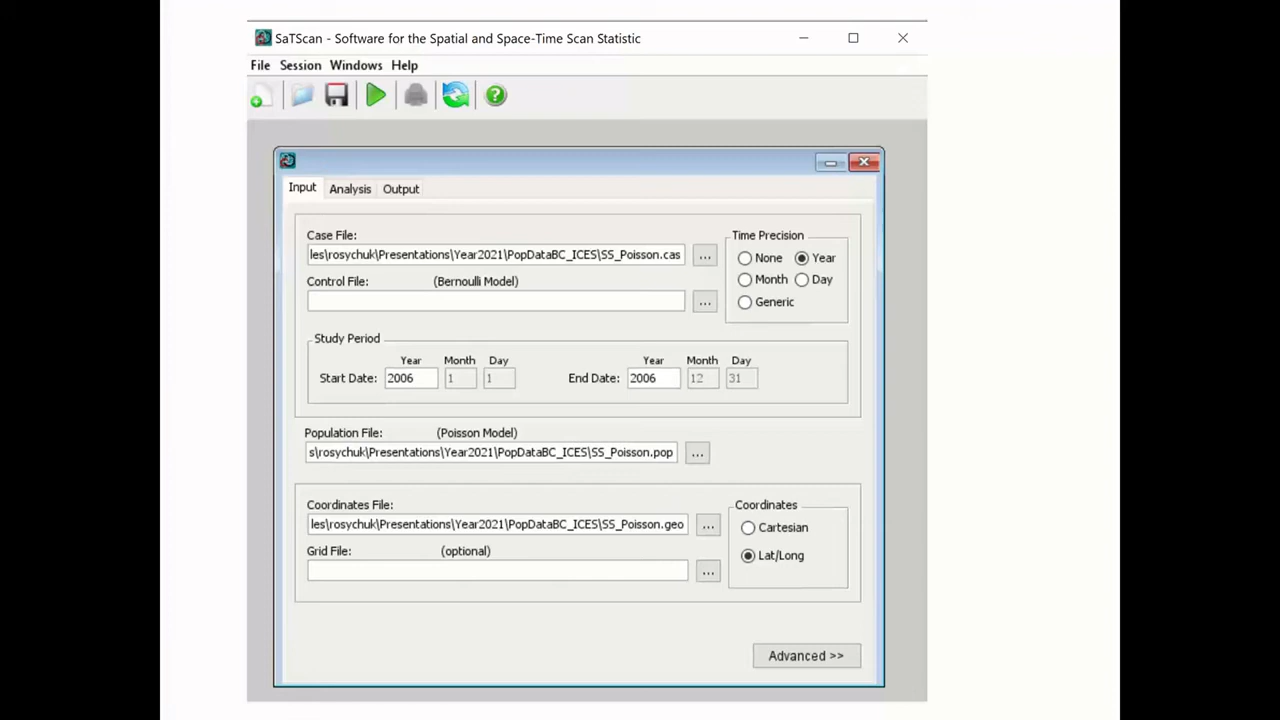 SaTScan - Software for the Spatial and Space-Time Scan Statistic
File Session Windows Help
Input Analysis Output
Case File:
les\rosychuk\Presentations\Year2021\PopDataBC_ICES\SS_Poisson.cas ...
Control File: (Bernoulli Model)
...
Time Precision
None Year
Month Day
Generic
Study Period
Year Month Day Year Month Day
Start Date: 2006 1 1 End Date: 2006 12 31
Population File: (Poisson Model)
s\rosychuk\Presentations\Year2021\PopDataBC_ICES\SS_Poisson.pop ...
Coordinates File:
les\rosychuk\Presentations\Year2021\PopDataBC_ICES\SS_Poisson.geo ...
Grid File: (optional)
...
Coordinates
Cartesian
Lat/Long
Advanced >>